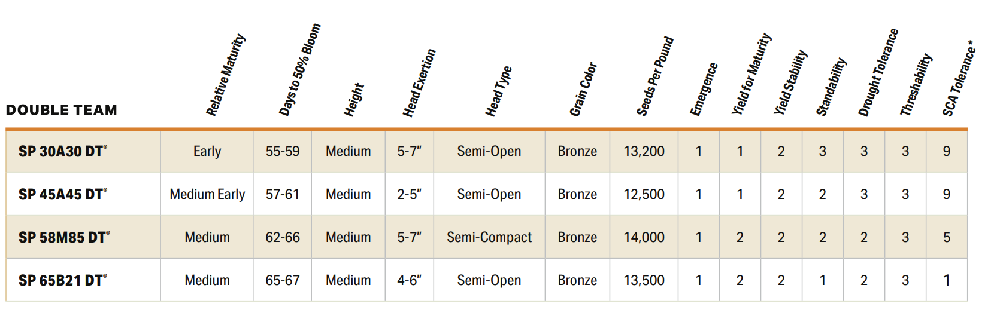 DOUBLE TEAM Relative Maturity Days to 50% Bloom Height Head Exertion Head Type Grain Color Seeds Per Pound Emergence Yield for Maturity Yield Stability Standability Drought Tolerance Threshability SCA Tolerance *
SP 30A30 DT® Early 55-59 Medium 5-7” Semi-Open Bronze 13,200 1 1 2 3 3 3 9
SP 45A45 DT® Medium Early 57-61 Medium 2-5” Semi-Open Bronze 12,500 1 1 2 2 3 3 9
SP 58M85 DT® Medium 62-66 Medium 5-7” Semi-Compact Bronze 14,000 1 2 2 2 2 3 5
SP 65B21 DT® Medium 65-67 Medium 4-6” Semi-Open Bronze 13,500 1 2 2 1 2 3 1